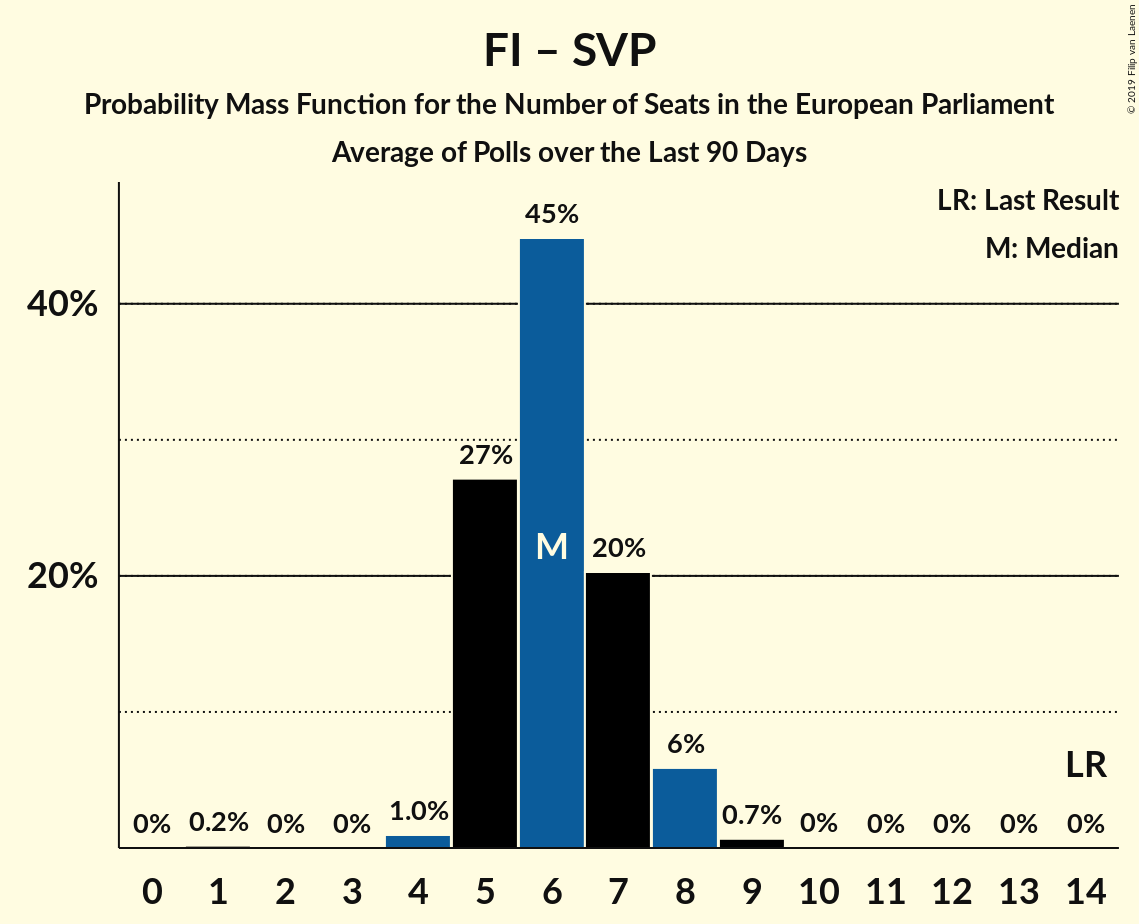 FI – SVP
Probability Mass Function for the Number of Seats in the European Parliament
Average of Polls over the Last 90 Days
© 2019 Filip van Laenen
LR: Last Result
M: Median
45%
40%
27%
M
20%
20%
6%
LR
0%
0.2%
0%
0%
1.0%
0.7%
0%
0%
0%
0%
0%
0 1 2 3 4 5 6 7 8 9 10 11 12 13 14